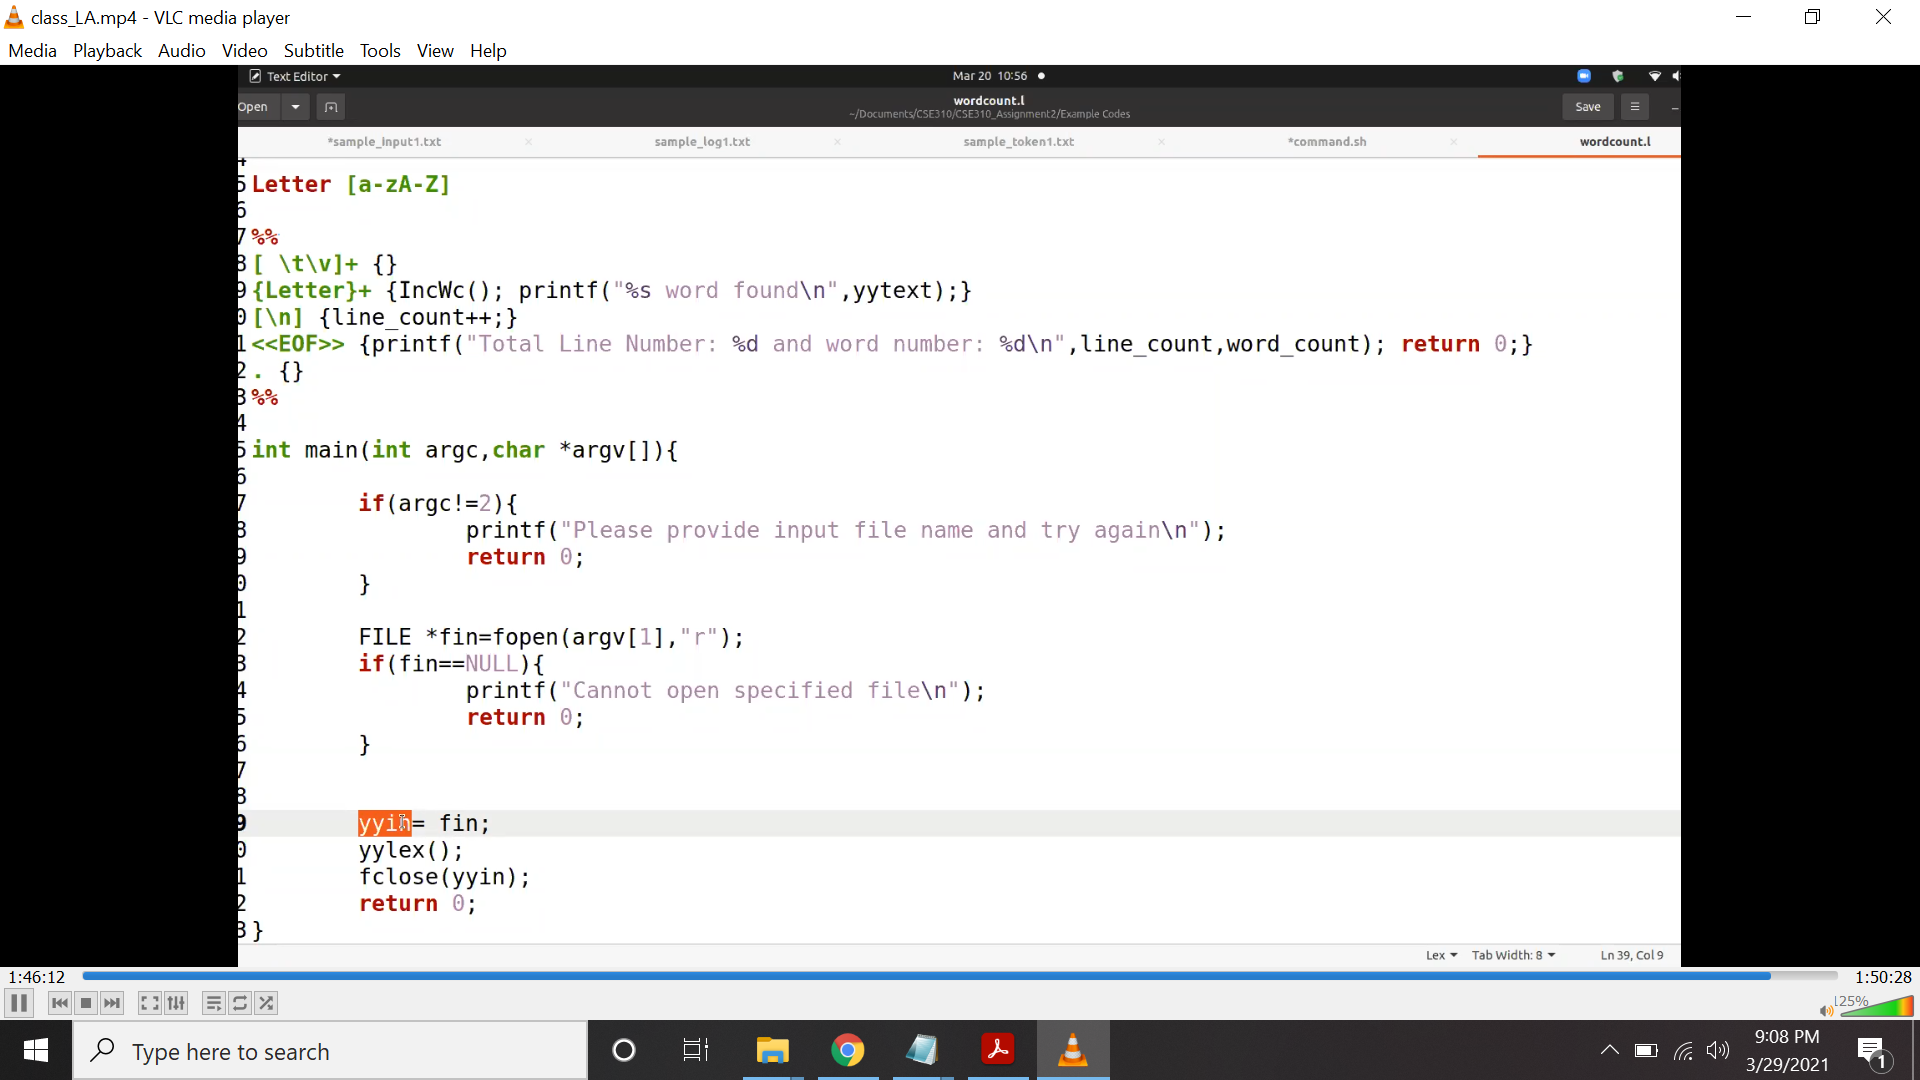 class_LA.mp4 - VLC media player
Media Playback Audio Video Subtitle Tools View Help
Text Editor Mar 20 10:56
Open wordcount.l Save
~/Documents/CSE310/CSE310_Assignment2/Example Codes
*sample_input1.txt sample_log1.txt sample_token1.txt *command.sh wordcount.l
4
5 Letter [a-zA-Z]
6
7 %%
8 [ \t\v]+ {}
9 {Letter}+ {IncWc(); printf("%s word found\n",yytext);}
0 [\n] {line_count++;}
1 <<EOF>> {printf("Total Line Number: %d and word number: %d\n",line_count,word_count); return 0;}
2 . {}
3 %%
4
5 int main(int argc,char *argv[]){
6
7 if(argc!=2){
8 printf("Please provide input file name and try again\n");
9 return 0;
0 }
1
2 FILE *fin=fopen(argv[1],"r");
3 if(fin==NULL){
4 printf("Cannot open specified file\n");
5 return 0;
6 }
7
8
9 yyin= fin;
0 yylex();
1 fclose(yyin);
2 return 0;
3 }
Lex Tab Width: 8 Ln 39, Col 9
1:46:12 1:50:28
125%
Type here to search
9:08 PM
3/29/2021
1